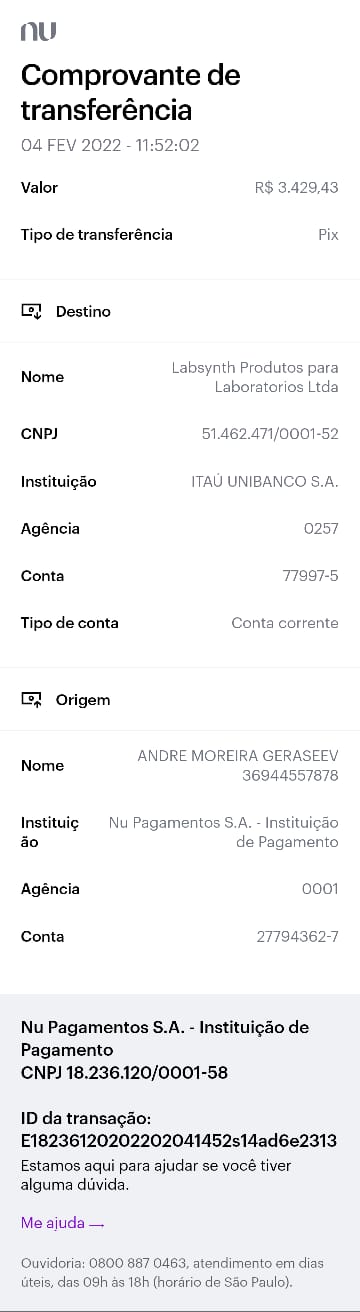 nu
Comprovante de
transferência
04 FEV 2022 - 11:52:02
Valor R$ 3.429,43
Tipo de transferência Pix
Destino
Nome Labsynth Produtos para
Laboratorios Ltda
CNPJ 51.462.471/0001-52
Instituição ITAÚ UNIBANCO S.A.
Agência 0257
Conta 77997-5
Tipo de conta Conta corrente
Origem
Nome ANDRE MOREIRA GERASEEV
36944557878
Instituiç Nu Pagamentos S.A. - Instituição
ão de Pagamento
Agência 0001
Conta 27794362-7
Nu Pagamentos S.A. - Instituição de
Pagamento
CNPJ 18.236.120/0001-58
ID da transação:
E18236120202202041452s14ad6e2313
Estamos aqui para ajudar se você tiver
alguma dúvida.
Me ajuda →
Ouvidoria: 0800 887 0463, atendimento em dias
úteis, das 09h às 18h (horário de São Paulo).